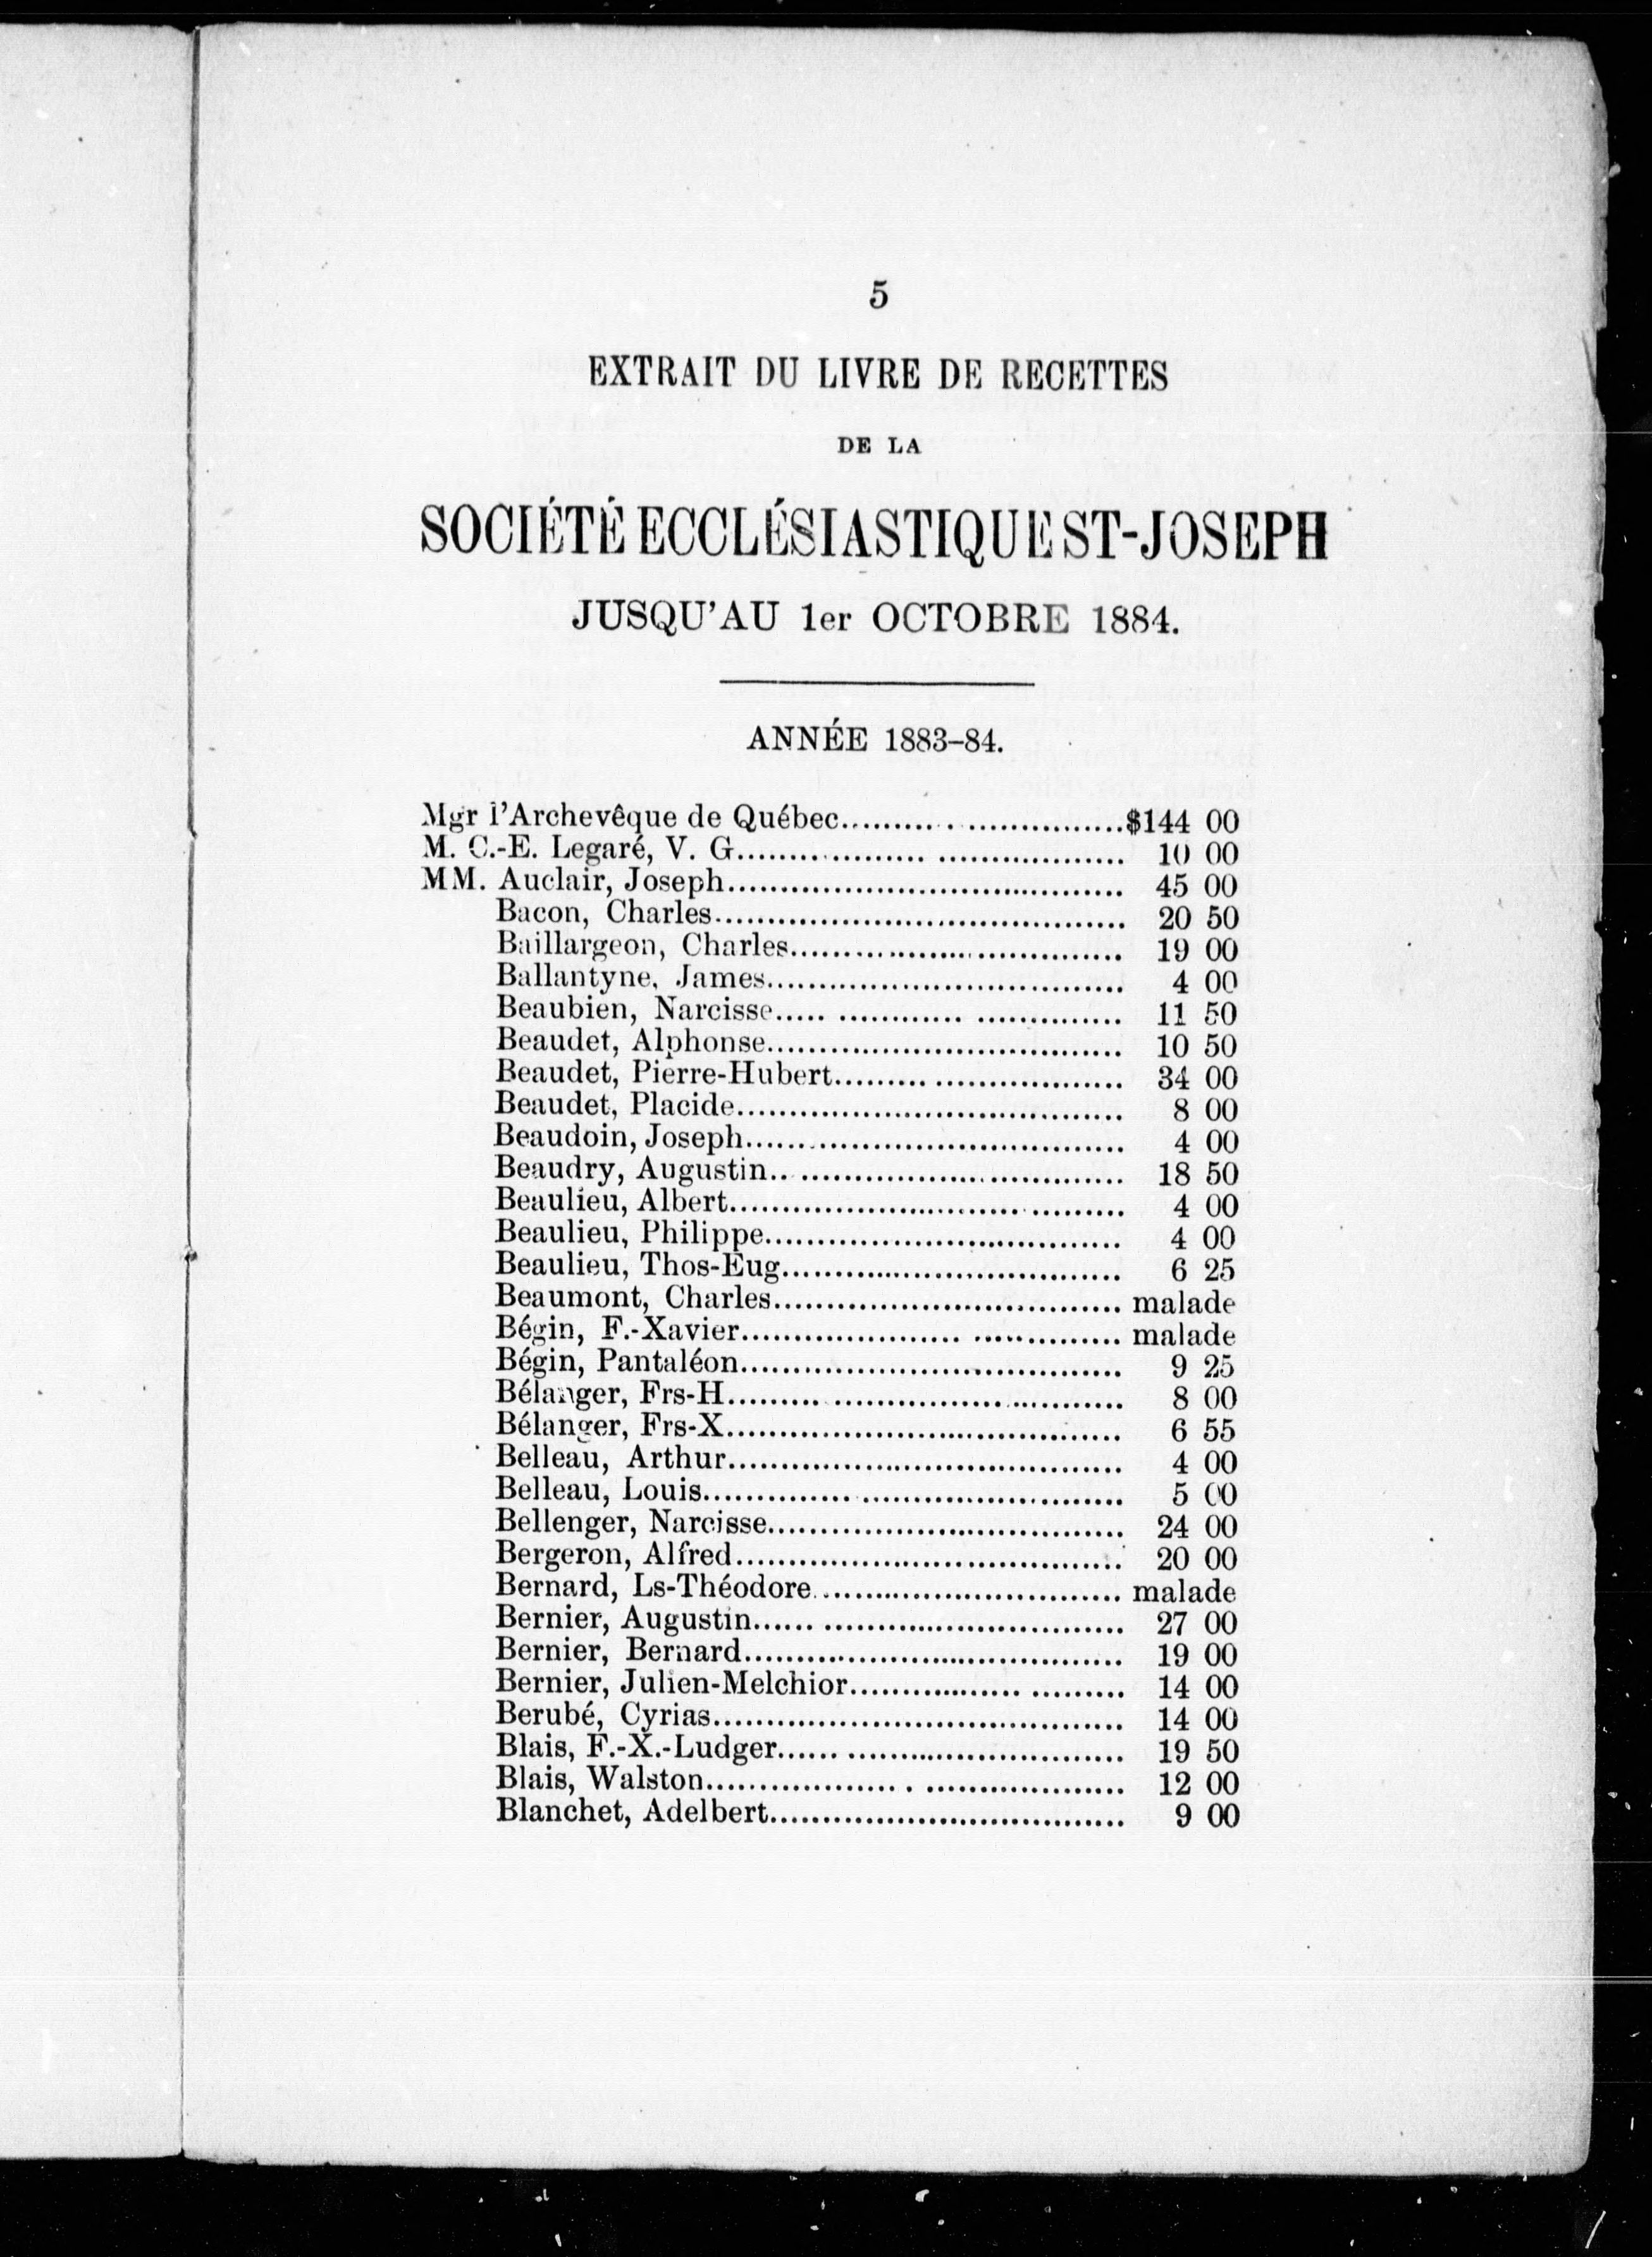 5
EXTRAIT DU LIVRE DE RECETTES
DE LA
SOCIÉTÉ ECCLÉSIASTIQUE ST-JOSEPH
JUSQU'AU 1er OCTOBRE 1884.
ANNÉE 1883-84.
Mgr l'Archevêque de Québec.............................$144 00
M. C.-E. Legaré, V. G..................................... 10 00
MM. Auclair, Joseph....................................... 45 00
Bacon, Charles......................................... 20 50
Baillargeon, Charles................................. 19 00
Ballantyne, James................................... 4 00
Beaubien, Narcisse..... ............ .............. 11 50
Beaudet, Alphonse................................... 10 50
Beaudet, Pierre-Hubert......... ................... 34 00
Beaudet, Placide...................................... 8 00
Beaudoin, Joseph..................................... 4 00
Beaudry, Augustin.. ................................ 18 50
Beaulieu, Albert....................................... 4 00
Beaulieu, Philippe................................... 4 00
Beaulieu, Thos-Eug................................. 6 25
Beaumont, Charles.................................. malade
Bégin, F.-Xavier..................... ............... malade
Bégin, Pantaléon..................................... 9 25
Bélanger, Frs-H......... ............................ 8 00
Bélanger, Frs-X....................................... 6 55
Belleau, Arthur....................................... 4 00
Belleau, Louis............... ......................... 5 00
Bellenger, Narcisse................................... 24 00
Bergeron, Alfred...................................... 20 00
Bernard, Ls-Théodore.............................. malade
Bernier, Augustin...... ............................. 27 00
Bernier, Bernard..................................... 19 00
Bernier, Julien-Melchior................. ......... 14 00
Berubé, Cyrias........................................ 14 00
Blais, F.-X.-Ludger...... ........................... 19 50
Blais, Walston................... . ................... 12 00
Blanchet, Adelbert................................... 9 00